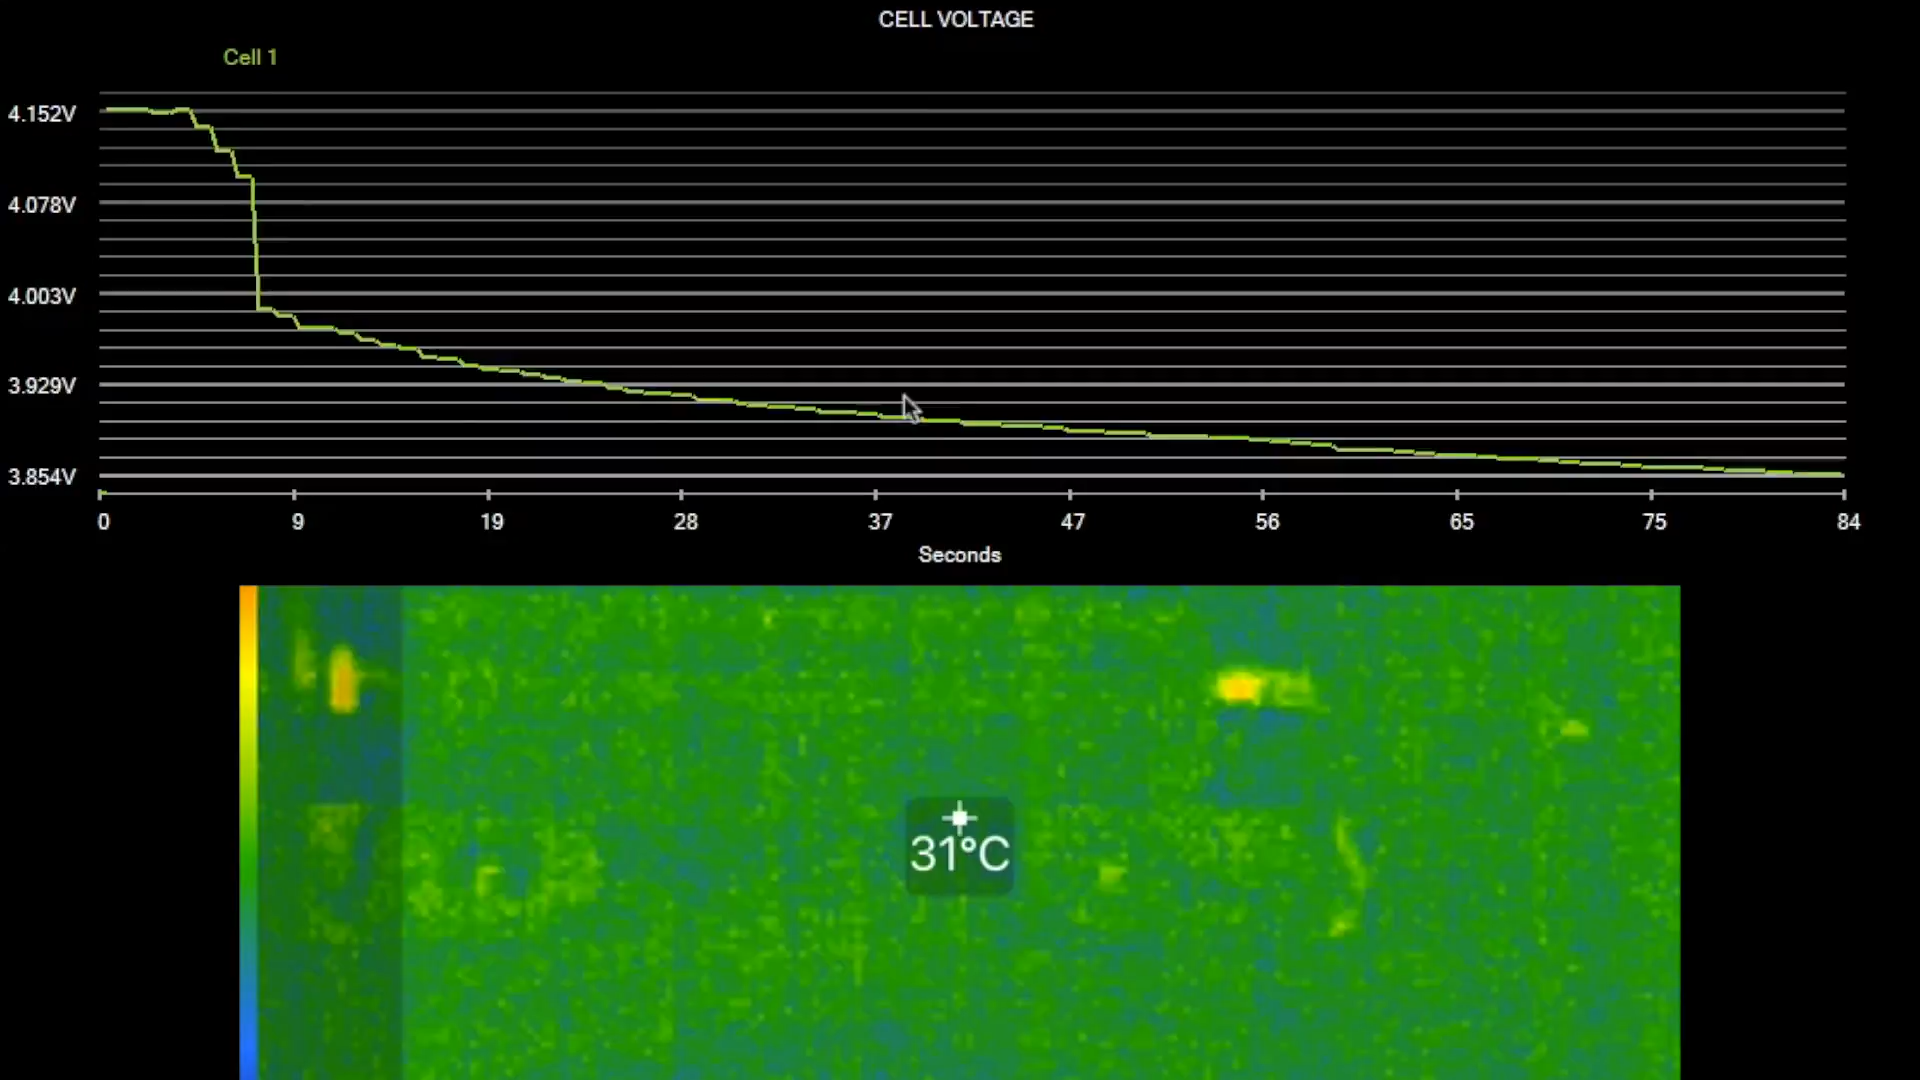 CELL VOLTAGE
Cell 1
4.152V
4.078V
4.003V
3.929V
3.854V
0 9 19 28 37 47 56 65 75 84
Seconds
31°C